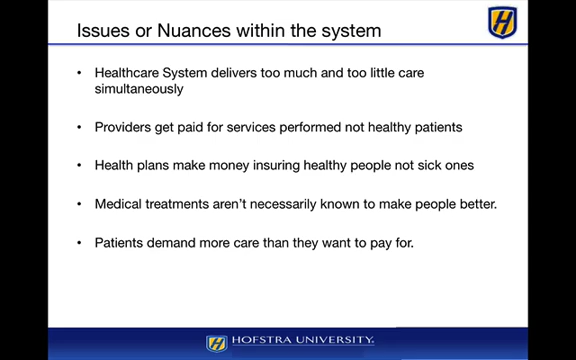 Issues or Nuances within the system
H
• Healthcare System delivers too much and too little care
simultaneously
• Providers get paid for services performed not healthy patients
• Health plans make money insuring healthy people not sick ones
• Medical treatments aren't necessarily known to make people better.
• Patients demand more care than they want to pay for.
H HOFSTRA UNIVERSITY